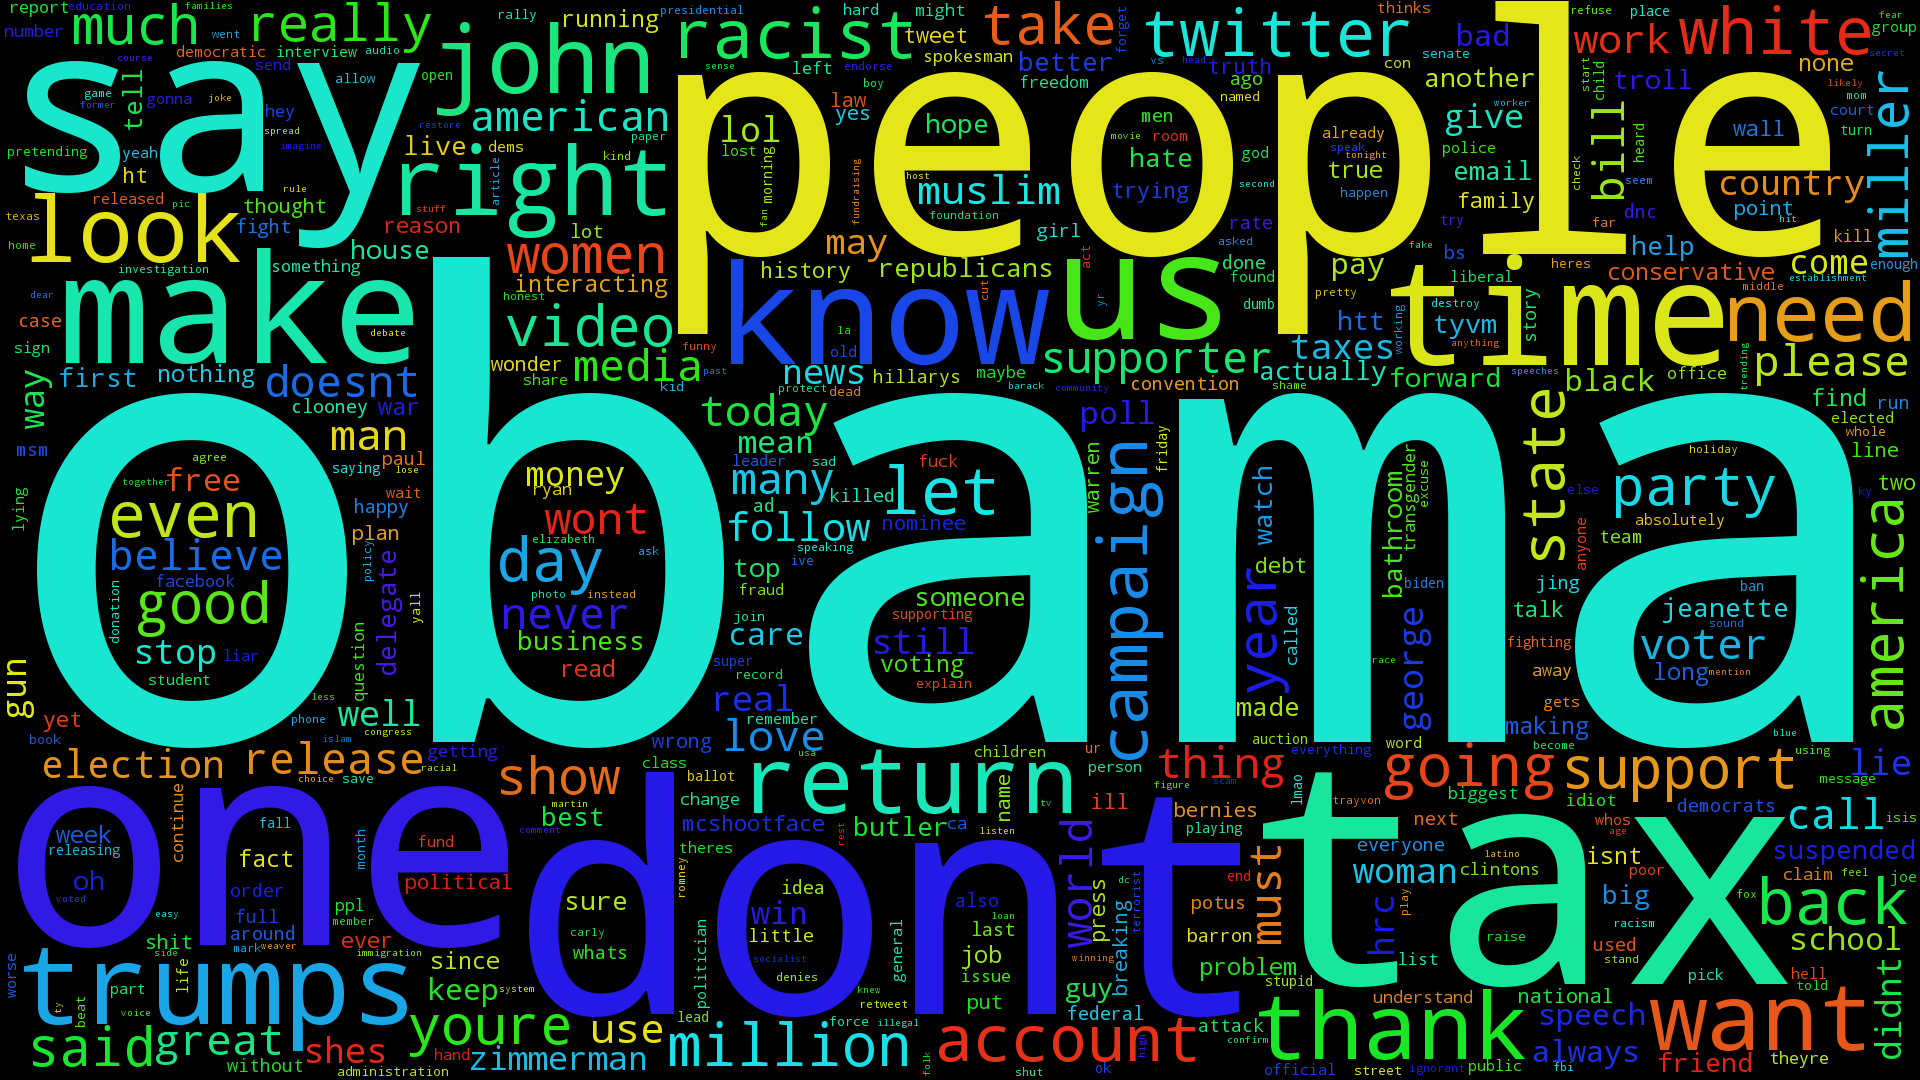 report
education
families
much
really
rally
running
hard
might
racist
tweet
take
presidential
forget
twitter
thinks
bad
refuse
place
fear
group
number
went
democratic
interview
audio
john
spokesman
better
senate
work
white
secret
say
send
course
open
sense
left
endorse
truth
vs
head
con
another
none
tell
game
former
gonna
joke
allow
hey
american
boy
law
yes
freedom
ago
named
people
give
worker
bill
start
child
troll
likely
mom
court
miller
pretending
yeah
spread
imagine
restore
paper
live
dems
kind
lol
lost
morning
hope
men
movie
room
hate
god
already
speak
tonight
true
police
email
heard
wall
turn
ht
rule
released
pic
thought
right
article
stuff
fan
fundraising
host
muslim
foundation
trying
second
happen
family
check
seem
country
point
hit
texas
look
home
fight
reason
lot
house
women
may
girl
rate
asked
try
fake
dnc
far
help
kill
investigation
something
interacting
history
republicans
act
done
found
pay
bs
liberal
heres
conservative
come
enough
establishment
dear
make
honest
video
know
cut
us
yr
dumb
pretty
time
destroy
story
middle
need
case
sign
debate
funny
wonder
media
la
old
htt
working
tyvm
anything
first
nothing
doesnt
share
kid
past
news
protect
dead
hillarys
maybe
barack
supporter
community
convention
shame
taxes
actually
forward
speeches
black
office
trending
please
way
clooney
war
man
today
mean
poll
find
run
elected
whole
msm
agree
saying
paul
lose
money
leader
sad
fuck
warren
friday
state
holiday
line
obama
together
free
wait
ryan
many
killed
let
campaign
watch
bathroom
transgender
excuse
party
else
ky
two
lying
even
happy
plan
wont
ad
follow
nominee
absolutely
anyone
team
america
believe
facebook
policy
elizabeth
ask
day
speaking
ive
top
year
debt
biden
jing
ban
donation
good
delegate
yall
photo
instead
never
fraud
join
someone
supporting
called
george
talk
jeanette
sound
stop
liar
question
business
care
still
fighting
voter
gun
student
read
super
record
voting
explain
race
away
long
mention
yet
less
phone
well
real
remember
made
gets
making
blue
book
islam
congress
getting
wrong
love
usa
children
ur
auction
everything
word
become
using
election
release
racial
show
class
ballot
return
person
thing
going
support
lie
message
choice
save
martin
best
change
tv
name
ill
figure
scam
bernies
lmao
trayvon
biggest
idiot
democrats
one
week
continue
fall
fund
comment
mcshootface
butler
ca
listen
playing
next
whos
age
call
isis
releasing
fact
month
theres
rest
world
everyone
isnt
suspended
oh
order
political
romney
sure
idea
also
dc
end
must
woman
clintons
latino
poor
claim
feel
joe
voted
full
ppl
member
dont
win
loan
last
press
terrorist
potus
tax
hrc
play
big
fox
back
easy
around
carly
little
general
breaking
barron
raise
racism
shit
mark
weaver
ever
immigration
whats
socialist
job
winning
used
stand
school
worse
side
life
trumps
since
politician
denies
issue
problem
list
pick
hell
told
part
keep
system
knew
retweet
put
guy
stupid
understand
national
ty
beat
voice
youre
use
lead
force
illegal
federal
attack
confirm
thank
speech
want
didnt
said
great
shes
hand
zimmerman
million
folk
account
high
always
friend
theyre
without
administration
shut
ok
official
street
public
ignorant
fbi